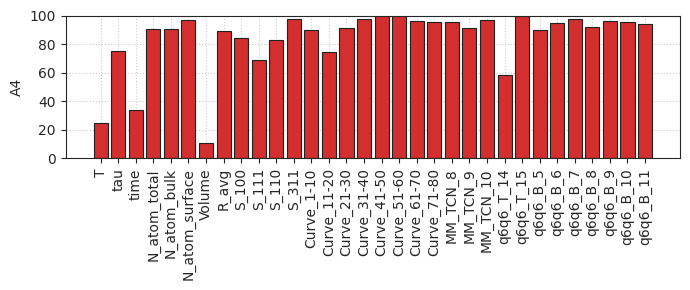 A4
100
80
60
40
20
0
T
tau
time
N_atom_total
N_atom_bulk
N_atom_surface
Volume
R_avg
S_100
S_111
S_110
S_311
Curve_1-10
Curve_11-20
Curve_21-30
Curve_31-40
Curve_41-50
Curve_51-60
Curve_61-70
Curve_71-80
MM_TCN_8
MM_TCN_9
MM_TCN_10
q6q6_T_14
q6q6_T_15
q6q6_B_5
q6q6_B_6
q6q6_B_7
q6q6_B_8
q6q6_B_9
q6q6_B_10
q6q6_B_11